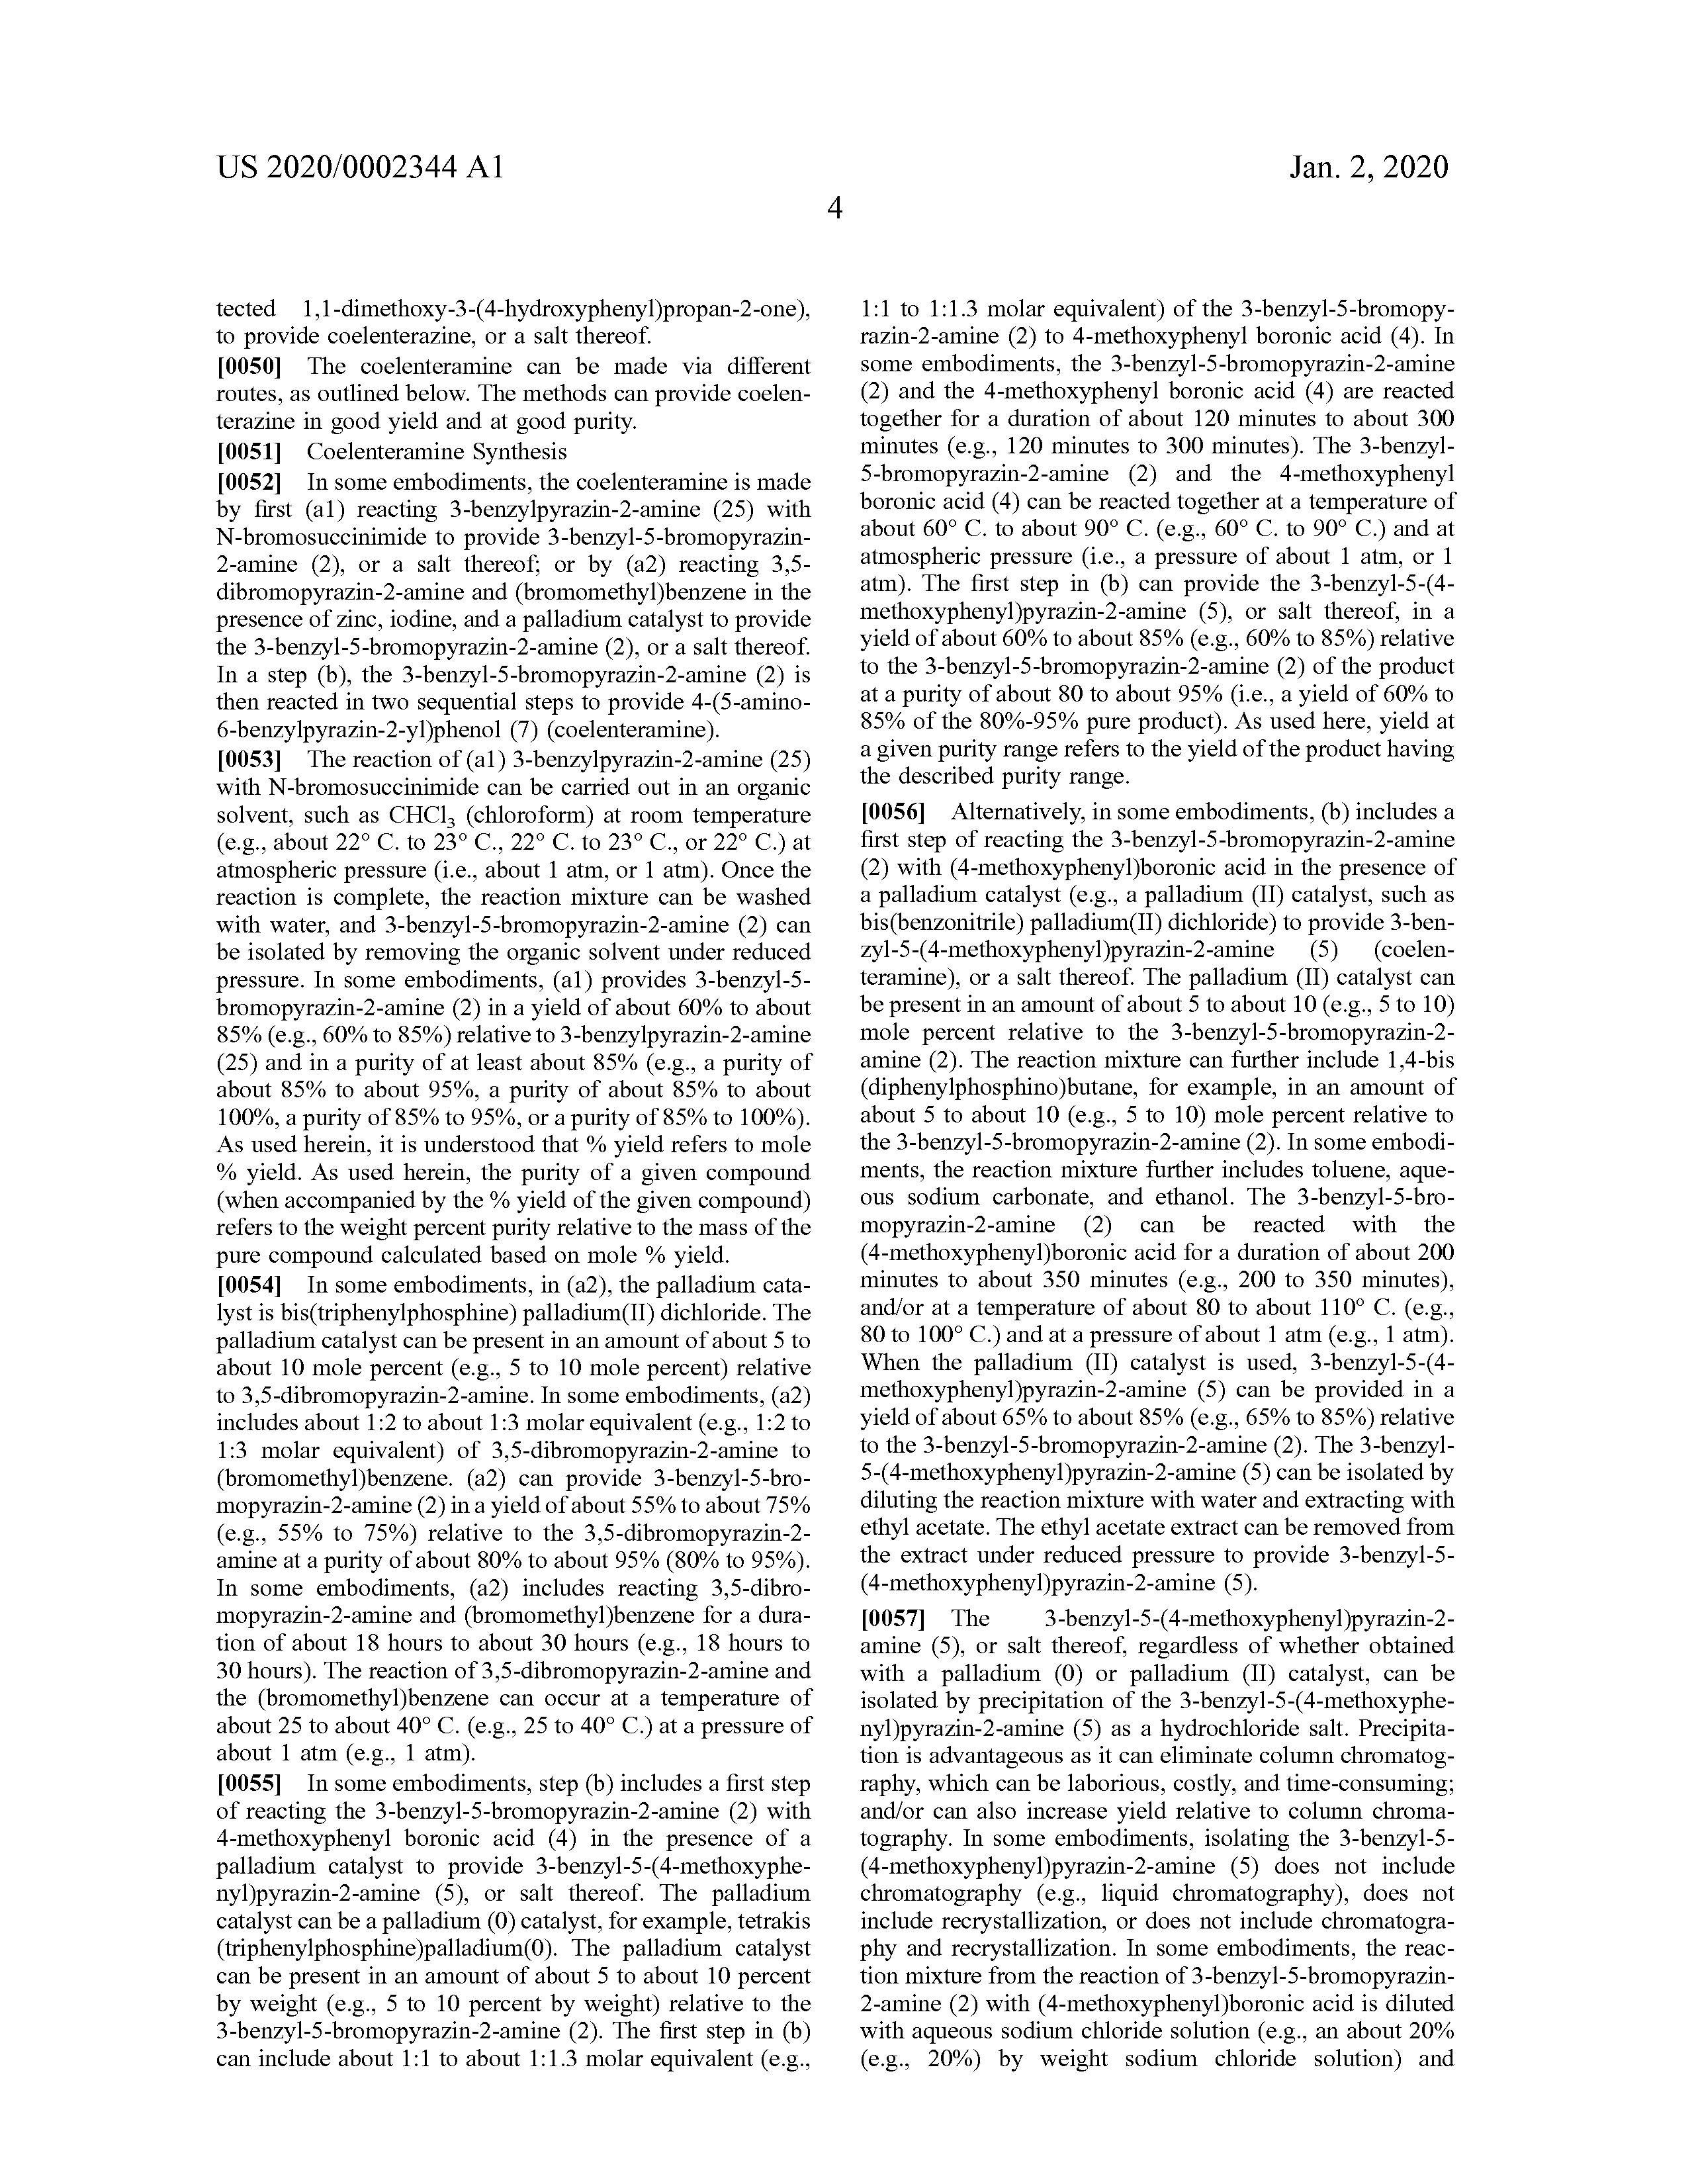 US 2020/0002344 A1
Jan. 2, 2020
4
tected 1,1-dimethoxy-3-(4-hydroxyphenyl)propan-2-one),
to provide coelenterazine, or a salt thereof.
[0050] The coelenteramine can be made via different
routes, as outlined below. The methods can provide coelen-
terazine in good yield and at good purity.
[0051] Coelenteramine Synthesis
[0052] In some embodiments, the coelenteramine is made
by first (a1) reacting 3-benzylpyrazin-2-amine (25) with
N-bromosuccinimide to provide 3-benzyl-5-bromopyrazin-
2-amine (2), or a salt thereof; or by (a2) reacting 3,5-
dibromopyrazin-2-amine and (bromomethyl)benzene in the
presence of zinc, iodine, and a palladium catalyst to provide
the 3-benzyl-5-bromopyrazin-2-amine (2), or a salt thereof.
In a step (b), the 3-benzyl-5-bromopyrazin-2-amine (2) is
then reacted in two sequential steps to provide 4-(5-amino-
6-benzylpyrazin-2-yl)phenol (7) (coelenteramine).
[0053] The reaction of (a1) 3-benzylpyrazin-2-amine (25)
with N-bromosuccinimide can be carried out in an organic
solvent, such as CHCl₃ (chloroform) at room temperature
(e.g., about 22° C. to 23° C., 22° C. to 23° C., or 22° C.) at
atmospheric pressure (i.e., about 1 atm, or 1 atm). Once the
reaction is complete, the reaction mixture can be washed
with water, and 3-benzyl-5-bromopyrazin-2-amine (2) can
be isolated by removing the organic solvent under reduced
pressure. In some embodiments, (a1) provides 3-benzyl-5-
bromopyrazin-2-amine (2) in a yield of about 60% to about
85% (e.g., 60% to 85%) relative to 3-benzylpyrazin-2-amine
(25) and in a purity of at least about 85% (e.g., a purity of
about 85% to about 95%, a purity of about 85% to about
100%, a purity of 85% to 95%, or a purity of 85% to 100%).
As used herein, it is understood that % yield refers to mole
% yield. As used herein, the purity of a given compound
(when accompanied by the % yield of the given compound)
refers to the weight percent purity relative to the mass of the
pure compound calculated based on mole % yield.
[0054] In some embodiments, in (a2), the palladium cata-
lyst is bis(triphenylphosphine) palladium(II) dichloride. The
palladium catalyst can be present in an amount of about 5 to
about 10 mole percent (e.g., 5 to 10 mole percent) relative
to 3,5-dibromopyrazin-2-amine. In some embodiments, (a2)
includes about 1:2 to about 1:3 molar equivalent (e.g., 1:2 to
1:3 molar equivalent) of 3,5-dibromopyrazin-2-amine to
(bromomethyl)benzene. (a2) can provide 3-benzyl-5-bro-
mopyrazin-2-amine (2) in a yield of about 55% to about 75%
(e.g., 55% to 75%) relative to the 3,5-dibromopyrazin-2-
amine at a purity of about 80% to about 95% (80% to 95%).
In some embodiments, (a2) includes reacting 3,5-dibro-
mopyrazin-2-amine and (bromomethyl)benzene for a dura-
tion of about 18 hours to about 30 hours (e.g., 18 hours to
30 hours). The reaction of 3,5-dibromopyrazin-2-amine and
the (bromomethyl)benzene can occur at a temperature of
about 25 to about 40° C. (e.g., 25 to 40° C.) at a pressure of
about 1 atm (e.g., 1 atm).
[0055] In some embodiments, step (b) includes a first step
of reacting the 3-benzyl-5-bromopyrazin-2-amine (2) with
4-methoxyphenyl boronic acid (4) in the presence of a
palladium catalyst to provide 3-benzyl-5-(4-methoxyphe-
nyl)pyrazin-2-amine (5), or salt thereof. The palladium
catalyst can be a palladium (0) catalyst, for example, tetrakis
(triphenylphosphine)palladium(0). The palladium catalyst
can be present in an amount of about 5 to about 10 percent
by weight (e.g., 5 to 10 percent by weight) relative to the
3-benzyl-5-bromopyrazin-2-amine (2). The first step in (b)
can include about 1:1 to about 1:1.3 molar equivalent (e.g.,
1:1 to 1:1.3 molar equivalent) of the 3-benzyl-5-bromopy-
razin-2-amine (2) to 4-methoxyphenyl boronic acid (4). In
some embodiments, the 3-benzyl-5-bromopyrazin-2-amine
(2) and the 4-methoxyphenyl boronic acid (4) are reacted
together for a duration of about 120 minutes to about 300
minutes (e.g., 120 minutes to 300 minutes). The 3-benzyl-
5-bromopyrazin-2-amine (2) and the 4-methoxyphenyl
boronic acid (4) can be reacted together at a temperature of
about 60° C. to about 90° C. (e.g., 60° C. to 90° C.) and at
atmospheric pressure (i.e., a pressure of about 1 atm, or 1
atm). The first step in (b) can provide the 3-benzyl-5-(4-
methoxyphenyl)pyrazin-2-amine (5), or salt thereof, in a
yield of about 60% to about 85% (e.g., 60% to 85%) relative
to the 3-benzyl-5-bromopyrazin-2-amine (2) of the product
at a purity of about 80 to about 95% (i.e., a yield of 60% to
85% of the 80%-95% pure product). As used here, yield at
a given purity range refers to the yield of the product having
the described purity range.
[0056] Alternatively, in some embodiments, (b) includes a
first step of reacting the 3-benzyl-5-bromopyrazin-2-amine
(2) with (4-methoxyphenyl)boronic acid in the presence of
a palladium catalyst (e.g., a palladium (II) catalyst, such as
bis(benzonitrile) palladium(II) dichloride) to provide 3-ben-
zyl-5-(4-methoxyphenyl)pyrazin-2-amine (5) (coelen-
teramine), or a salt thereof. The palladium (II) catalyst can
be present in an amount of about 5 to about 10 (e.g., 5 to 10)
mole percent relative to the 3-benzyl-5-bromopyrazin-2-
amine (2). The reaction mixture can further include 1,4-bis
(diphenylphosphino)butane, for example, in an amount of
about 5 to about 10 (e.g., 5 to 10) mole percent relative to
the 3-benzyl-5-bromopyrazin-2-amine (2). In some embodi-
ments, the reaction mixture further includes toluene, aque-
ous sodium carbonate, and ethanol. The 3-benzyl-5-bro-
mopyrazin-2-amine (2) can be reacted with the
(4-methoxyphenyl)boronic acid for a duration of about 200
minutes to about 350 minutes (e.g., 200 to 350 minutes),
and/or at a temperature of about 80 to about 110° C. (e.g.,
80 to 100° C.) and at a pressure of about 1 atm (e.g., 1 atm).
When the palladium (II) catalyst is used, 3-benzyl-5-(4-
methoxyphenyl)pyrazin-2-amine (5) can be provided in a
yield of about 65% to about 85% (e.g., 65% to 85%) relative
to the 3-benzyl-5-bromopyrazin-2-amine (2). The 3-benzyl-
5-(4-methoxyphenyl)pyrazin-2-amine (5) can be isolated by
diluting the reaction mixture with water and extracting with
ethyl acetate. The ethyl acetate extract can be removed from
the extract under reduced pressure to provide 3-benzyl-5-
(4-methoxyphenyl)pyrazin-2-amine (5).
[0057] The 3-benzyl-5-(4-methoxyphenyl)pyrazin-2-
amine (5), or salt thereof, regardless of whether obtained
with a palladium (0) or palladium (II) catalyst, can be
isolated by precipitation of the 3-benzyl-5-(4-methoxyphe-
nyl)pyrazin-2-amine (5) as a hydrochloride salt. Precipita-
tion is advantageous as it can eliminate column chromatog-
raphy, which can be laborious, costly, and time-consuming;
and/or can also increase yield relative to column chroma-
tography. In some embodiments, isolating the 3-benzyl-5-
(4-methoxyphenyl)pyrazin-2-amine (5) does not include
chromatography (e.g., liquid chromatography), does not
include recrystallization, or does not include chromatogra-
phy and recrystallization. In some embodiments, the reac-
tion mixture from the reaction of 3-benzyl-5-bromopyrazin-
2-amine (2) with (4-methoxyphenyl)boronic acid is diluted
with aqueous sodium chloride solution (e.g., an about 20%
(e.g., 20%) by weight sodium chloride solution) and